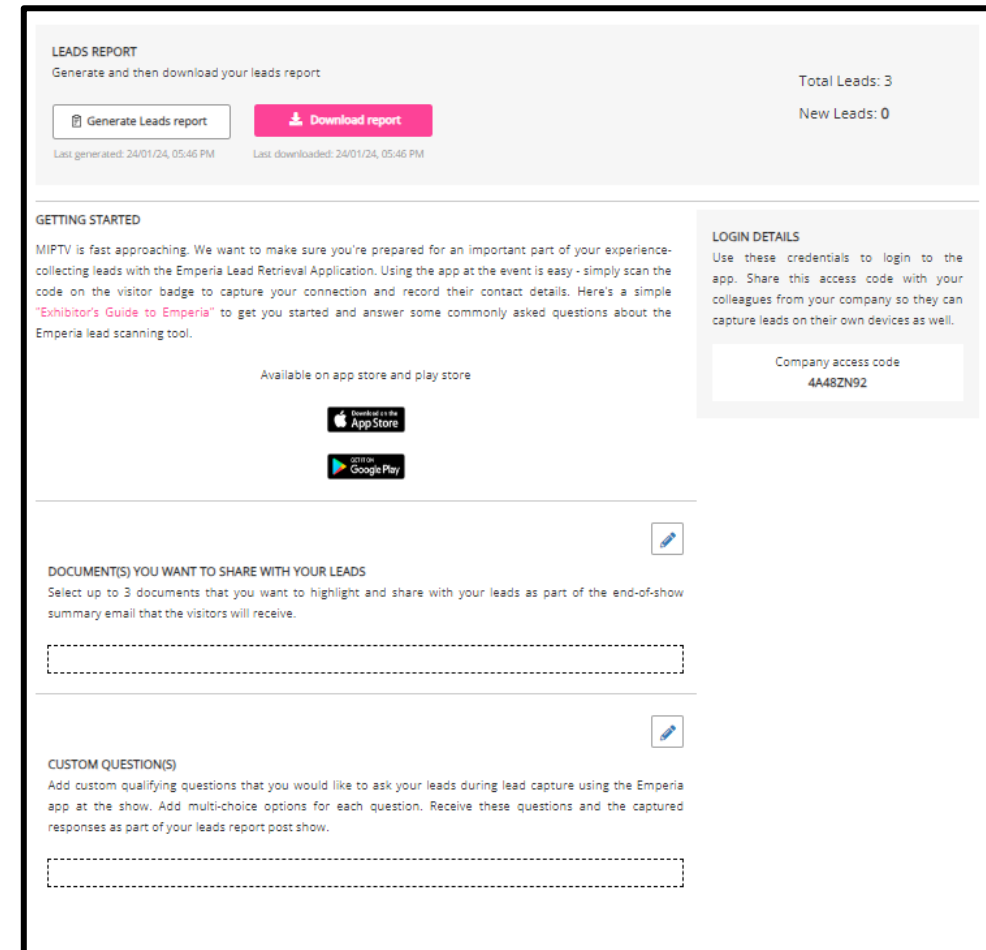 LEADS REPORT
Generate and then download your leads report
Total Leads: 3
New Leads: 0
Generate Leads report
Download report
Last generated: 24/01/24, 05:46 PM
Last downloaded: 24/01/24, 05:46 PM
GETTING STARTED
MIPTV is fast approaching. We want to make sure you're prepared for an important part of your experience-
collecting leads with the Emperia Lead Retrieval Application. Using the app at the event is easy - simply scan the
code on the visitor badge to capture your connection and record their contact details. Here's a simple
"Exhibitor's Guide to Emperia" to get you started and answer some commonly asked questions about the
Emperia lead scanning tool.
Available on app store and play store
Download on the
App Store
GET IT ON
Google Play
LOGIN DETAILS
Use these credentials to login to the
app. Share this access code with your
colleagues from your company so they can
capture leads on their own devices as well.
Company access code
4A48ZN92
DOCUMENT(S) YOU WANT TO SHARE WITH YOUR LEADS
Select up to 3 documents that you want to highlight and share with your leads as part of the end-of-show
summary email that the visitors will receive.
CUSTOM QUESTION(S)
Add custom qualifying questions that you would like to ask your leads during lead capture using the Emperia
app at the show. Add multi-choice options for each question. Receive these questions and the captured
responses as part of your leads report post show.